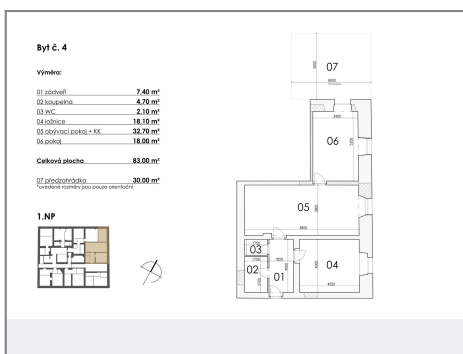 Byt č. 4
Výměra:
01 zádveří 7,40 m²
02 koupelna 4,70 m²
03 WC 2,10 m²
04 ložnice 18,10 m²
05 obývací pokoj + KK 32,70 m²
06 pokoj 18,00 m²
Celková plocha 83,00 m²
07 předzahrádka 30,00 m²
*uvedené rozměry jsou pouze orientační
1.NP
07
06
05
03
02
01
04